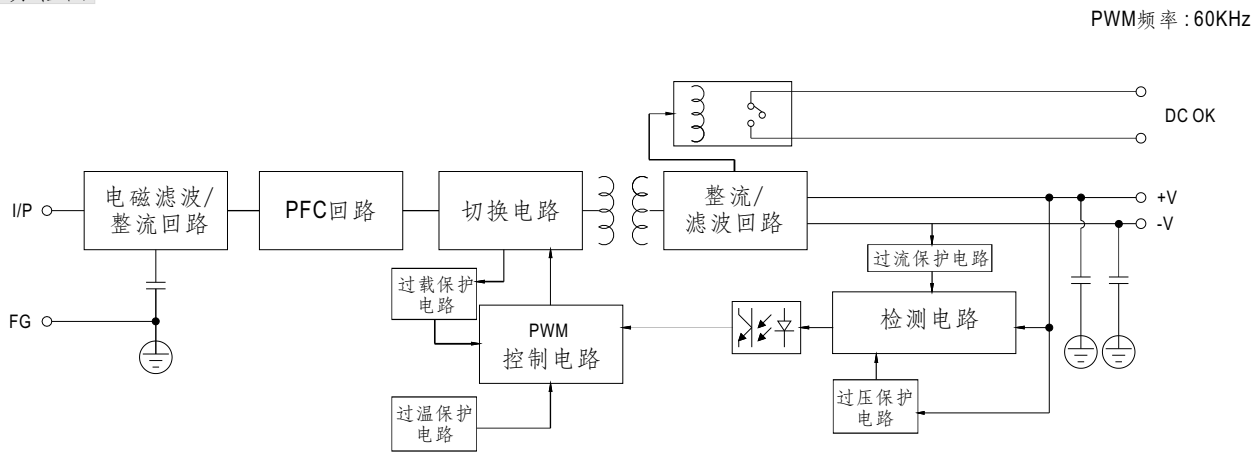 PWM频率 : 60KHz
DC OK
I/P
电磁滤波/
整流回路
PFC回路
切换电路
整流/
滤波回路
+V
-V
过流保护电路
过载保护
电路
FG
PWM
控制电路
检测电路
过温保护
电路
过压保护
电路